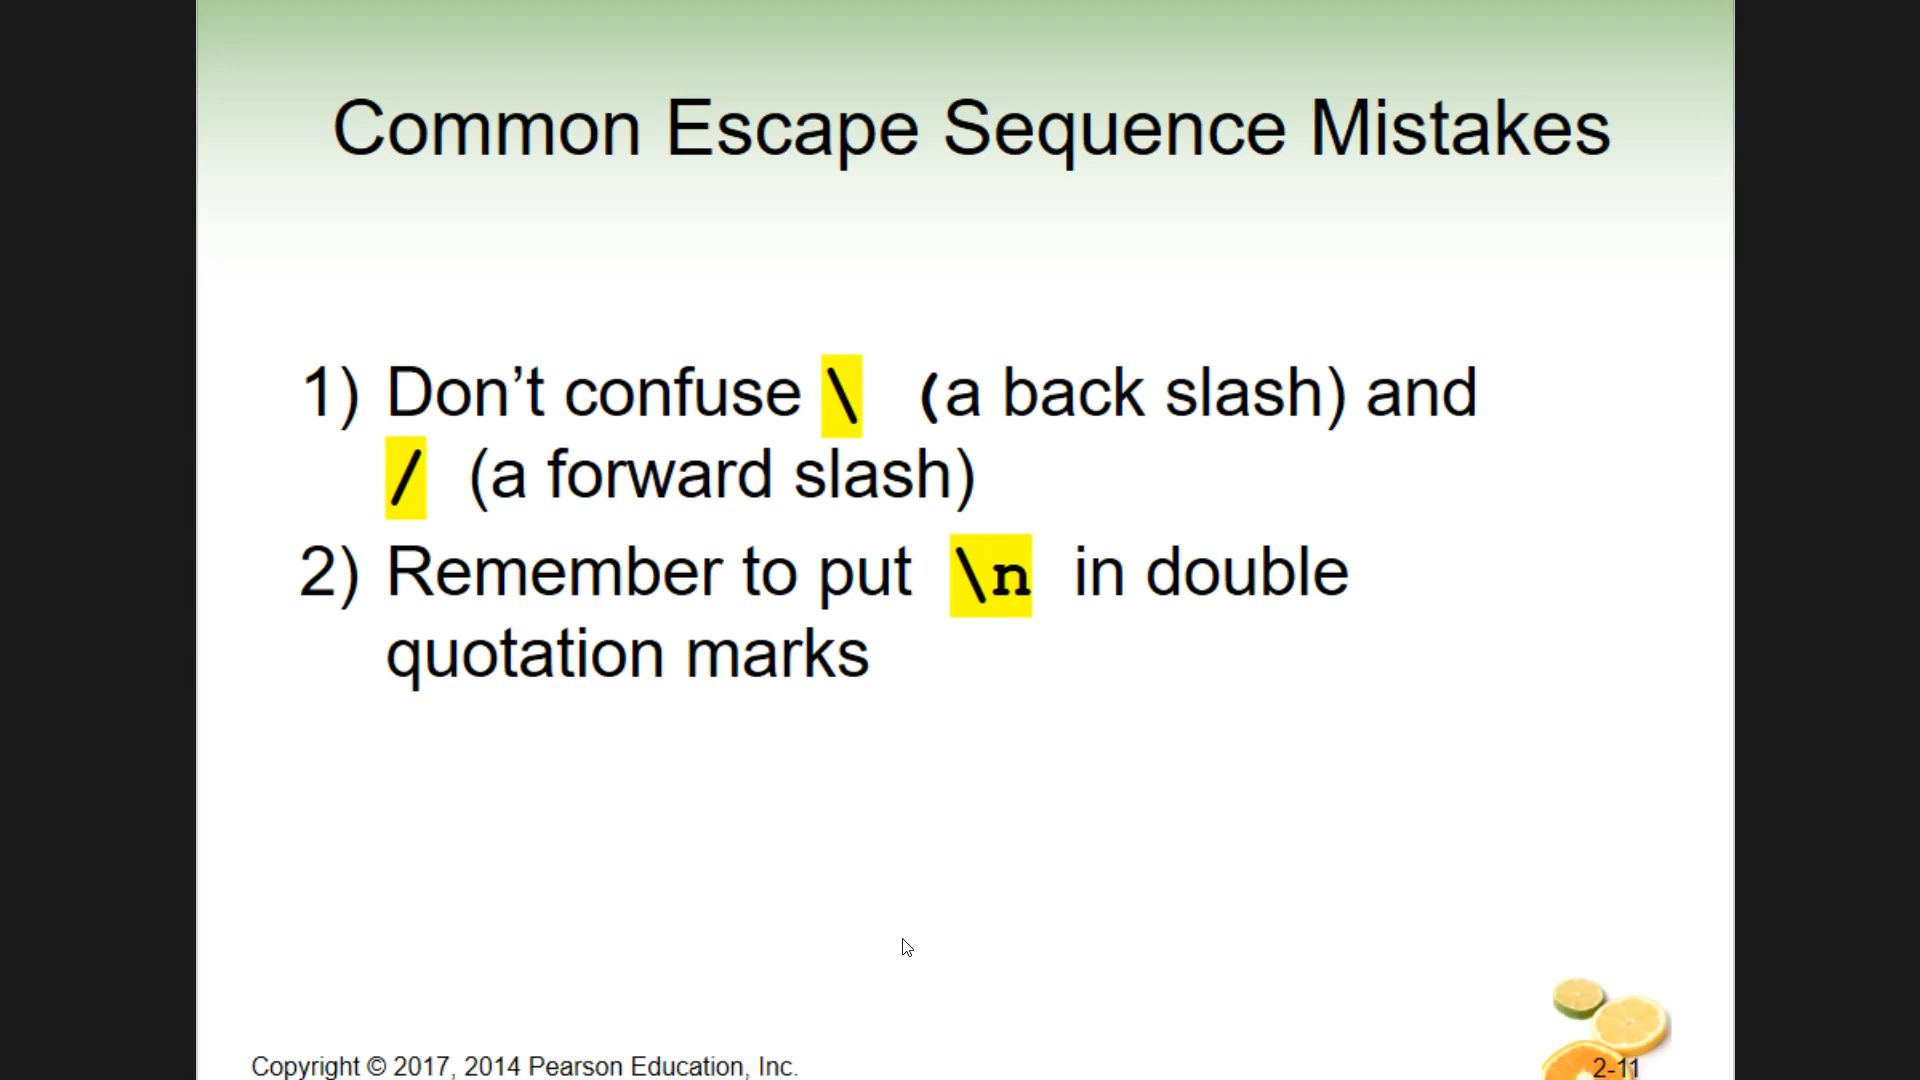 Common Escape Sequence Mistakes
1) Don’t confuse \ (a back slash) and
/ (a forward slash)
2) Remember to put \n in double
quotation marks
Copyright © 2017, 2014 Pearson Education, Inc.
2-11